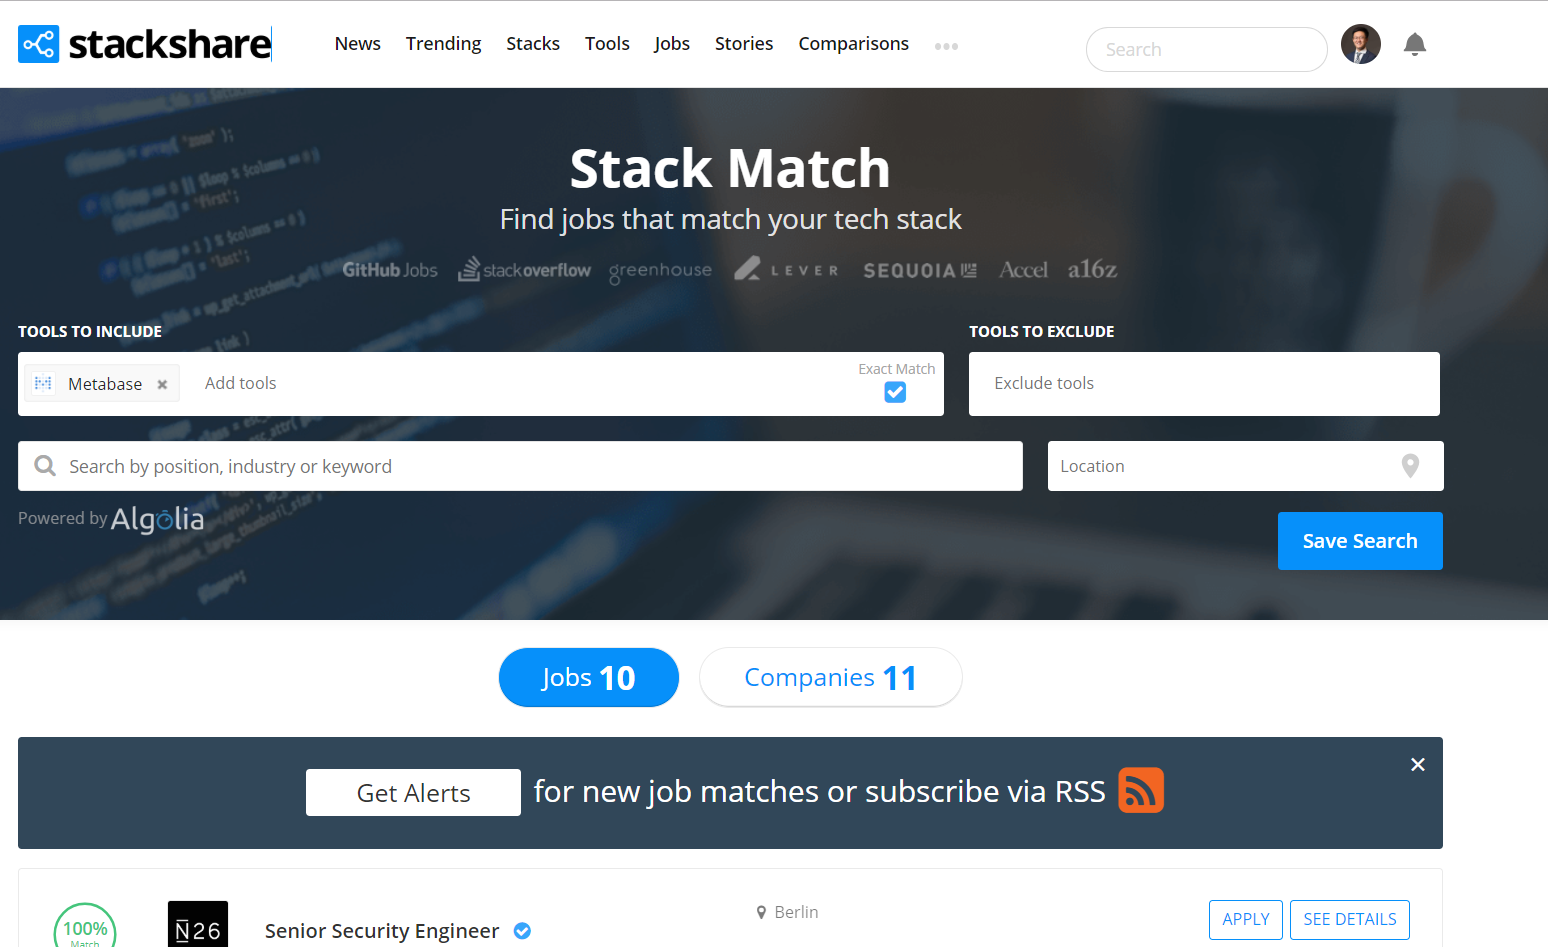 stackshare
News Trending Stacks Tools Jobs Stories Comparisons
Search
Stack Match
Find jobs that match your tech stack
GitHub Jobs stackoverflow greenhouse LEVER SEQUOIA Accel a16z
TOOLS TO INCLUDE
TOOLS TO EXCLUDE
Metabase × Add tools
Exact Match
Exclude tools
Search by position, industry or keyword
Location
Powered by Algolia
Save Search
Jobs 10
Companies 11
Get Alerts for new job matches or subscribe via RSS
100%
Match
N26
Senior Security Engineer
Berlin
APPLY
SEE DETAILS